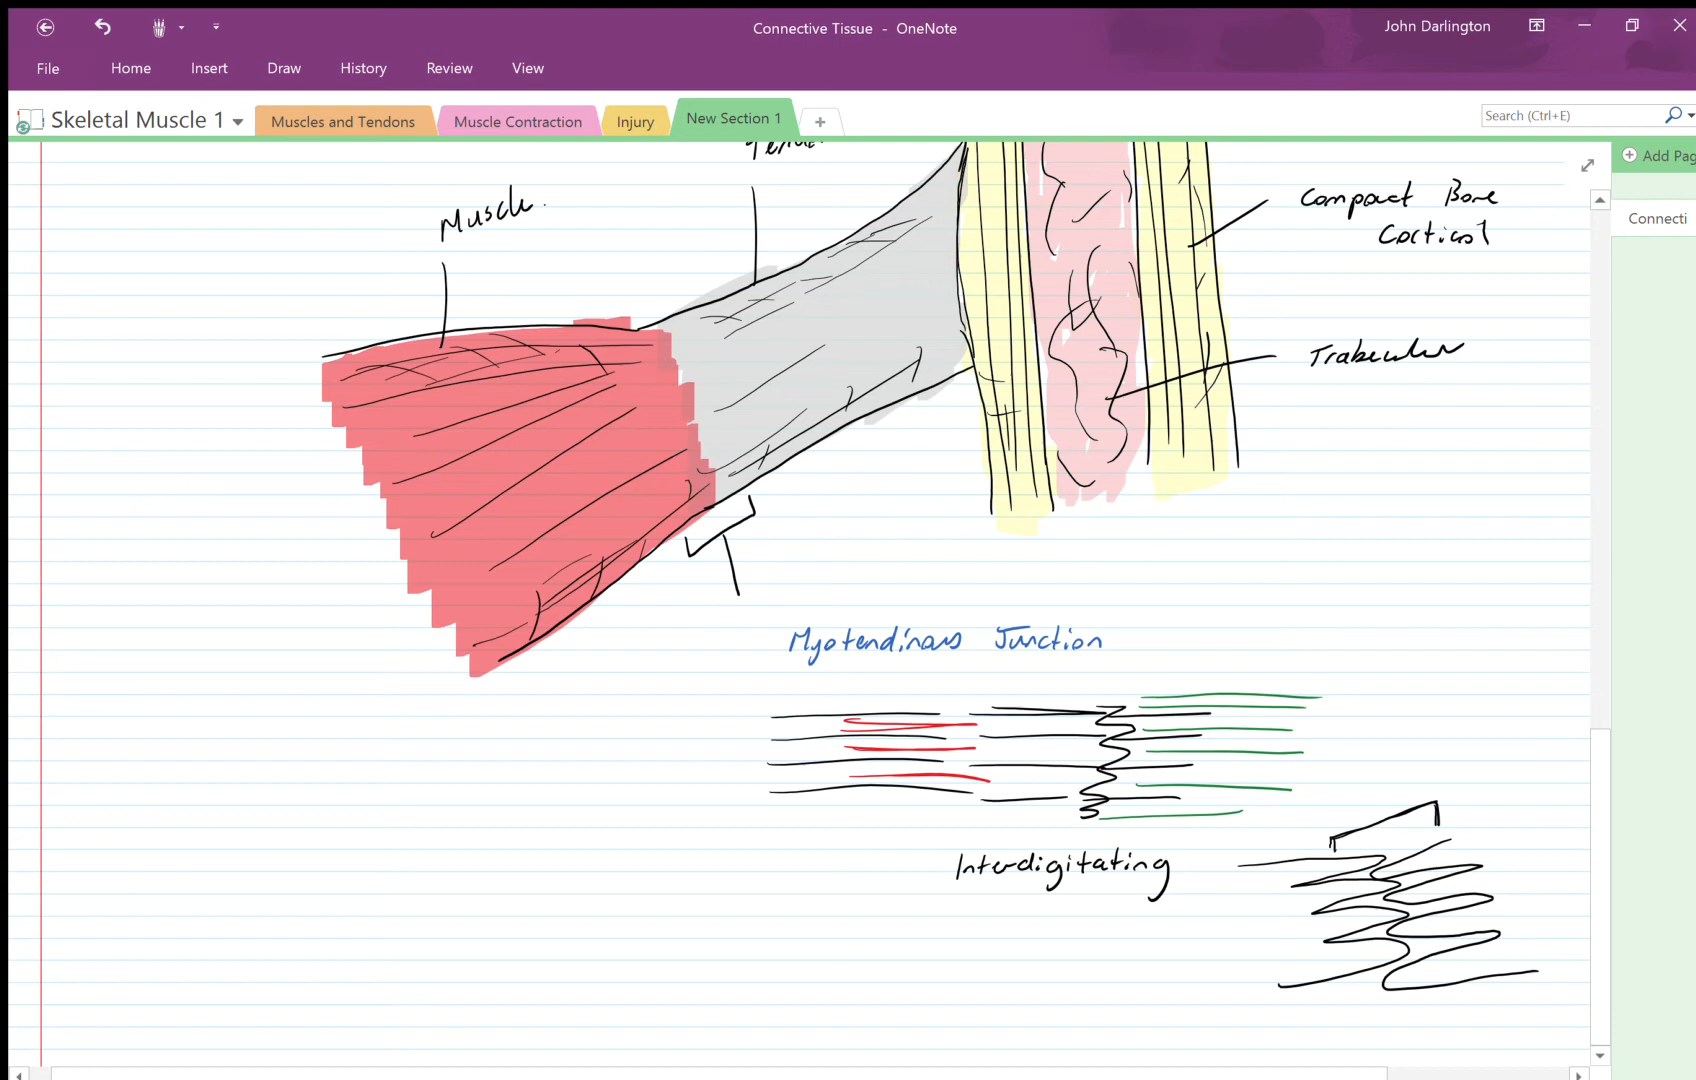 Connective Tissue - OneNote
John Darlington
File Home Insert Draw History Review View
Skeletal Muscle 1
Muscles and Tendons
Muscle Contraction
Injury
New Section 1
+
Search (Ctrl+E)
Add Pag
Connecti
Muscle.
Compact Bone
Cortical
Trabecular
Myotendinous Junction
Interdigitating